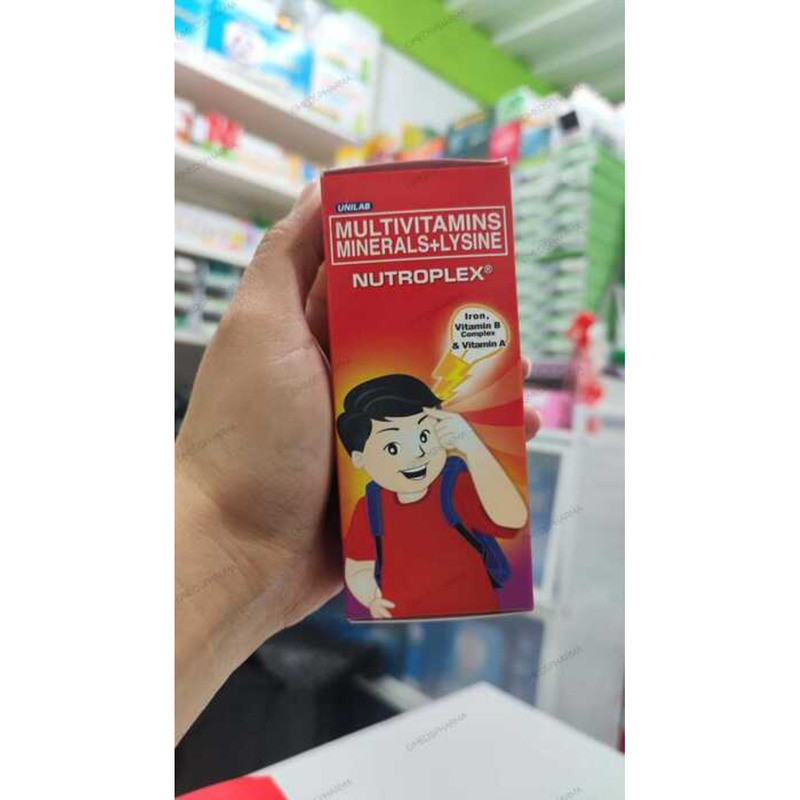 UNILAB
MULTIVITAMINS
MINERALS+LYSINE
NUTROPLEX®
Iron,
Vitamin B
Complex
& Vitamin A